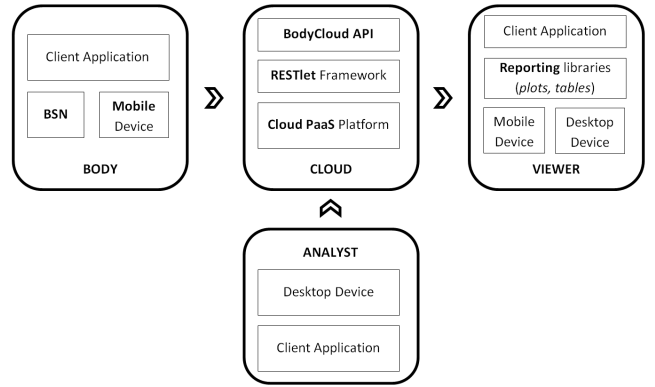 Client Application
BSN
Mobile
Device
BODY
BodyCloud API
RESTlet Framework
Cloud PaaS Platform
CLOUD
Client Application
Reporting libraries
(plots, tables)
Mobile
Device
Desktop
Device
VIEWER
ANALYST
Desktop Device
Client Application